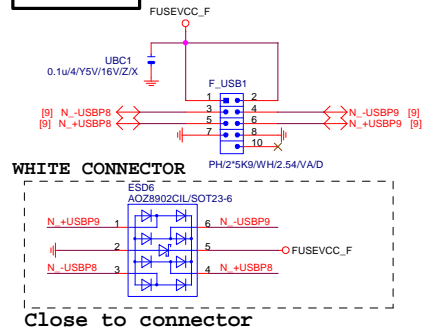 FUSEVCC_F
UBC1
0.1u/4/Y5V/16V/Z/X
F_USB1
1 2
[9] N_-USBP8 3 4 N_-USBP9 [9]
[9] N_+USBP8 5 6 N_+USBP9 [9]
7 8
10
PH/2*5K9/WH/2.54/VA/D
WHITE CONNECTOR
ESD6
AOZ8902CIL/SOT23-6
N_+USBP9 1 6 N_-USBP9
2 5 FUSEVCC_F
N_-USBP8 3 4 N_+USBP8
Close to connector